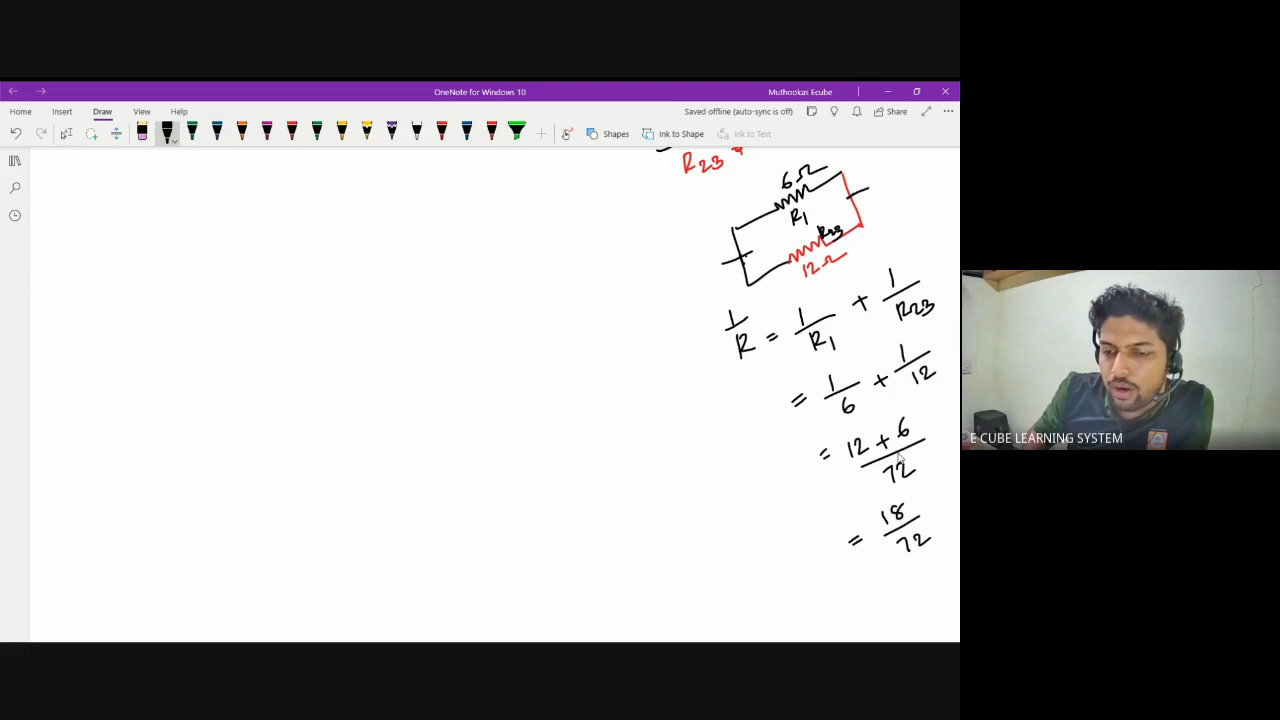 OneNote for Windows 10
Muthookas Ecube
Home Insert Draw View Help
Saved offline (auto-sync is off)
Share
Shapes
Ink to Shape
Ink to Text
R23
6Ω
R1
R23
12Ω
1/R = 1/R1 + 1/R23
= 1/6 + 1/12
= 12 + 6/72
= 18/72
E CUBE LEARNING SYSTEM